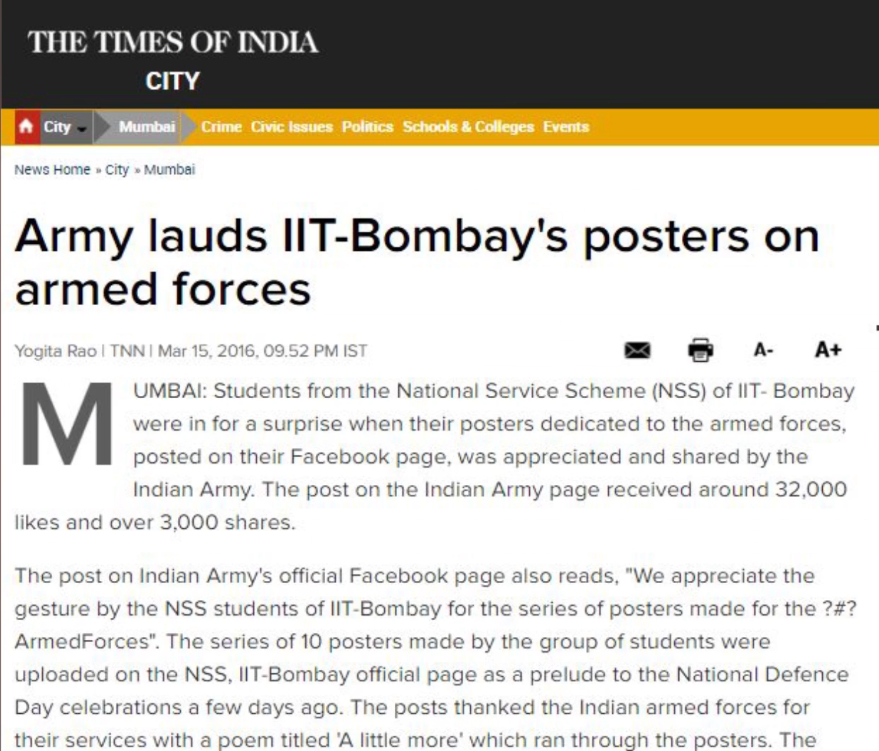 THE TIMES OF INDIA
CITY
City Mumbai Crime Civic Issues Politics Schools & Colleges Events
News Home » City » Mumbai
Army lauds IIT-Bombay's posters on
armed forces
Yogita Rao | TNN | Mar 15, 2016, 09.52 PM IST A- A+
MUMBAI: Students from the National Service Scheme (NSS) of IIT- Bombay
were in for a surprise when their posters dedicated to the armed forces,
posted on their Facebook page, was appreciated and shared by the
Indian Army. The post on the Indian Army page received around 32,000
likes and over 3,000 shares.
The post on Indian Army's official Facebook page also reads, "We appreciate the
gesture by the NSS students of IIT-Bombay for the series of posters made for the ?#?
ArmedForces". The series of 10 posters made by the group of students were
uploaded on the NSS, IIT-Bombay official page as a prelude to the National Defence
Day celebrations a few days ago. The posts thanked the Indian armed forces for
their services with a poem titled 'A little more' which ran through the posters. The